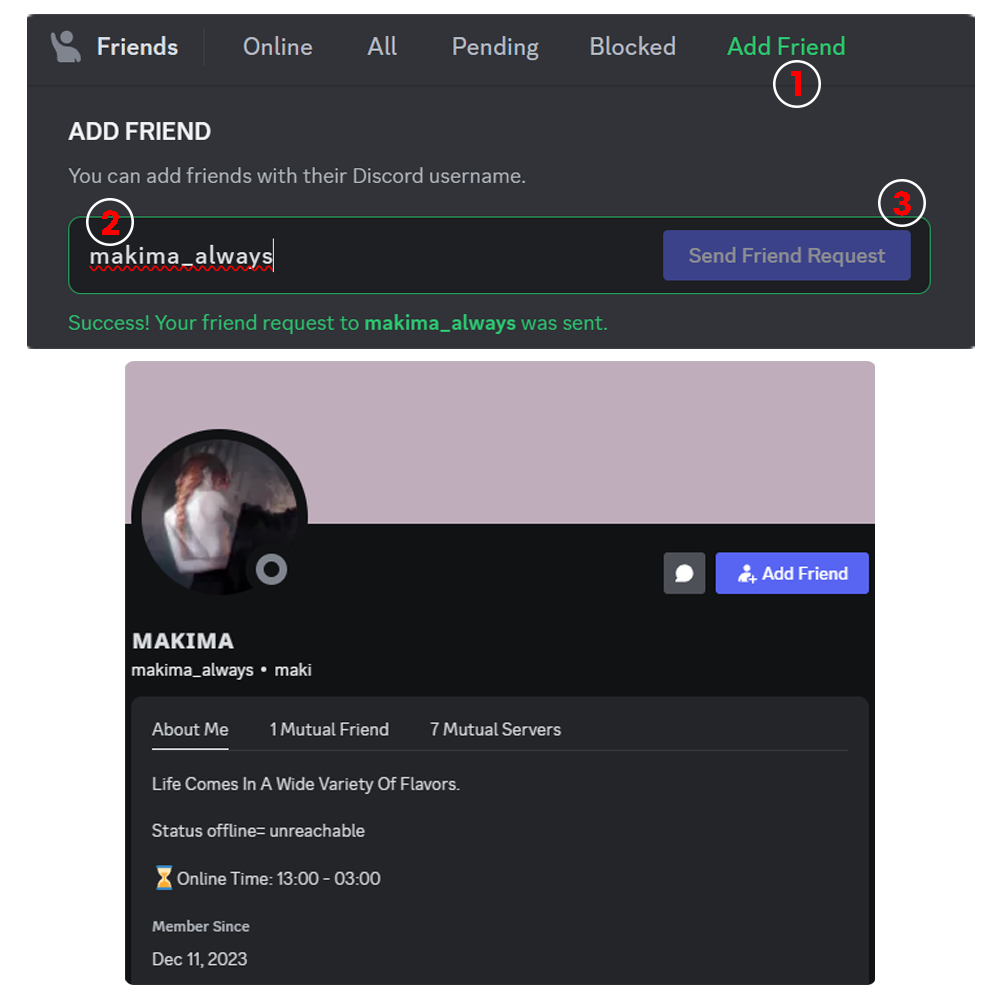 Friends Online All Pending Blocked Add Friend
1
ADD FRIEND
You can add friends with their Discord username.
2
3
makima_always
Send Friend Request
Success! Your friend request to makima_always was sent.
Add Friend
MAKIMA
makima_always • maki
About Me 1 Mutual Friend 7 Mutual Servers
Life Comes In A Wide Variety Of Flavors.
Status offline= unreachable
⌛Online Time: 13:00 - 03:00
Member Since
Dec 11, 2023